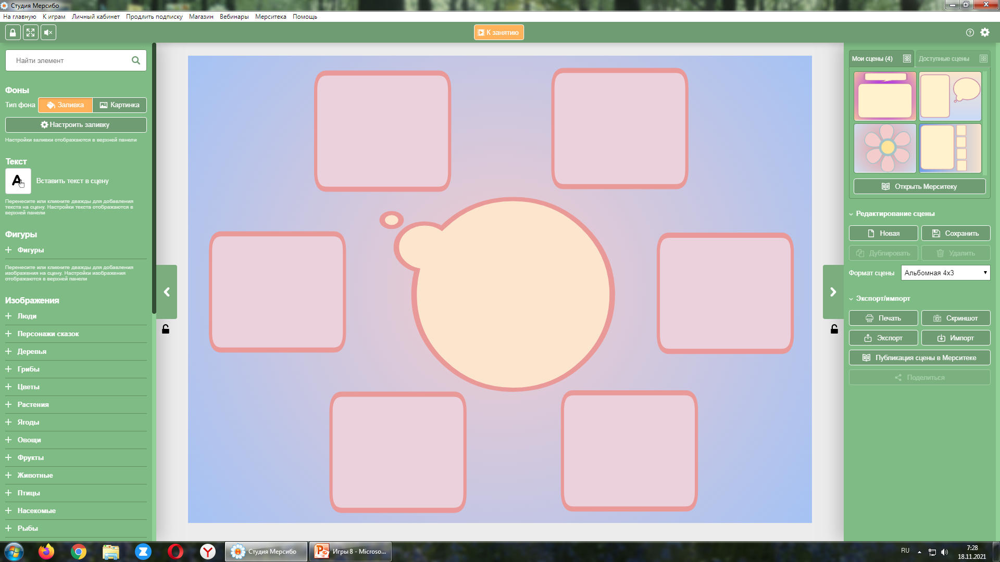 Студия Мерсибо
На главную К играм Личный кабинет Продлить подписку Магазин Вебинары Мерситека Помощь
К занятию
Найти элемент
Фоны
Тип фона Заливка Картинка
Настроить заливку
Настройки заливки отображаются в верхней панели
Текст
A Вставить текст в сцену
Перенесите или кликните дважды для добавления
текста на сцену. Настройки текста отображаются в
верхней панели
Фигуры
Фигуры
Перенесите или кликните дважды для добавления
изображения на сцену. Настройки изображения
отображаются в верхней панели
Изображения
Люди
Персонажи сказок
Деревья
Грибы
Цветы
Растения
Ягоды
Овощи
Фрукты
Животные
Птицы
Насекомые
Рыбы
Мои сцены (4) Доступные сцены
Открыть Мерситеку
Редактирование сцены
Новая Сохранить
Дублировать Удалить
Формат сцены Альбомная 4x3
Экспорт/импорт
Печать Скриншот
Экспорт Импорт
Публикация сцены в Мерситеке
Поделиться
Студия Мерсибо Игры 8 - Microso...
RU 7:28
18.11.2021